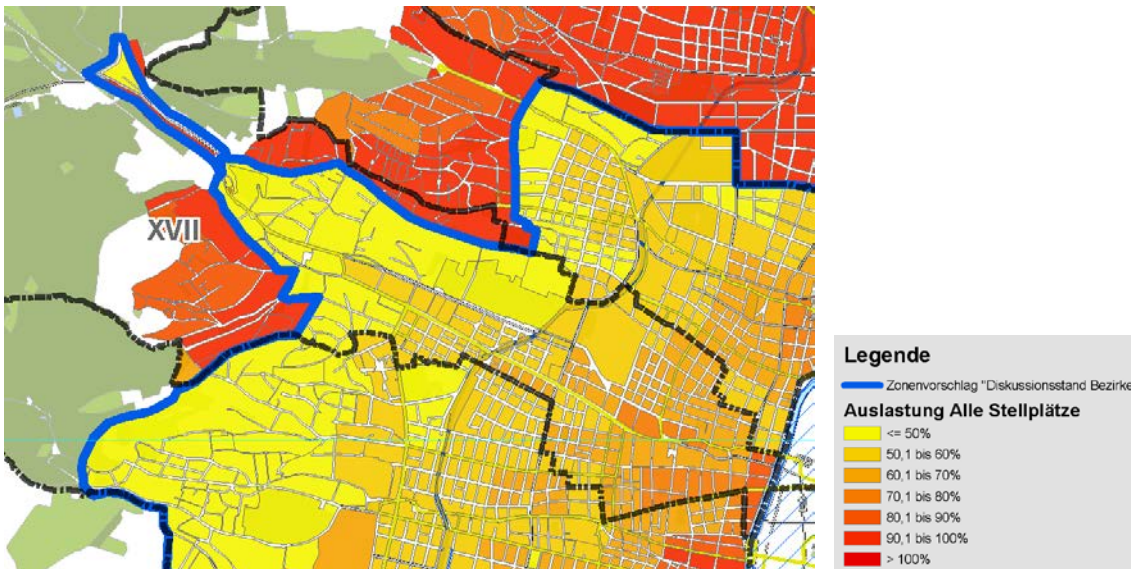 XVII
Legende
Zonenvorschlag "Diskussionsstand Bezirke
Auslastung Alle Stellplätze
<= 50%
50,1 bis 60%
60,1 bis 70%
70,1 bis 80%
80,1 bis 90%
90,1 bis 100%
> 100%